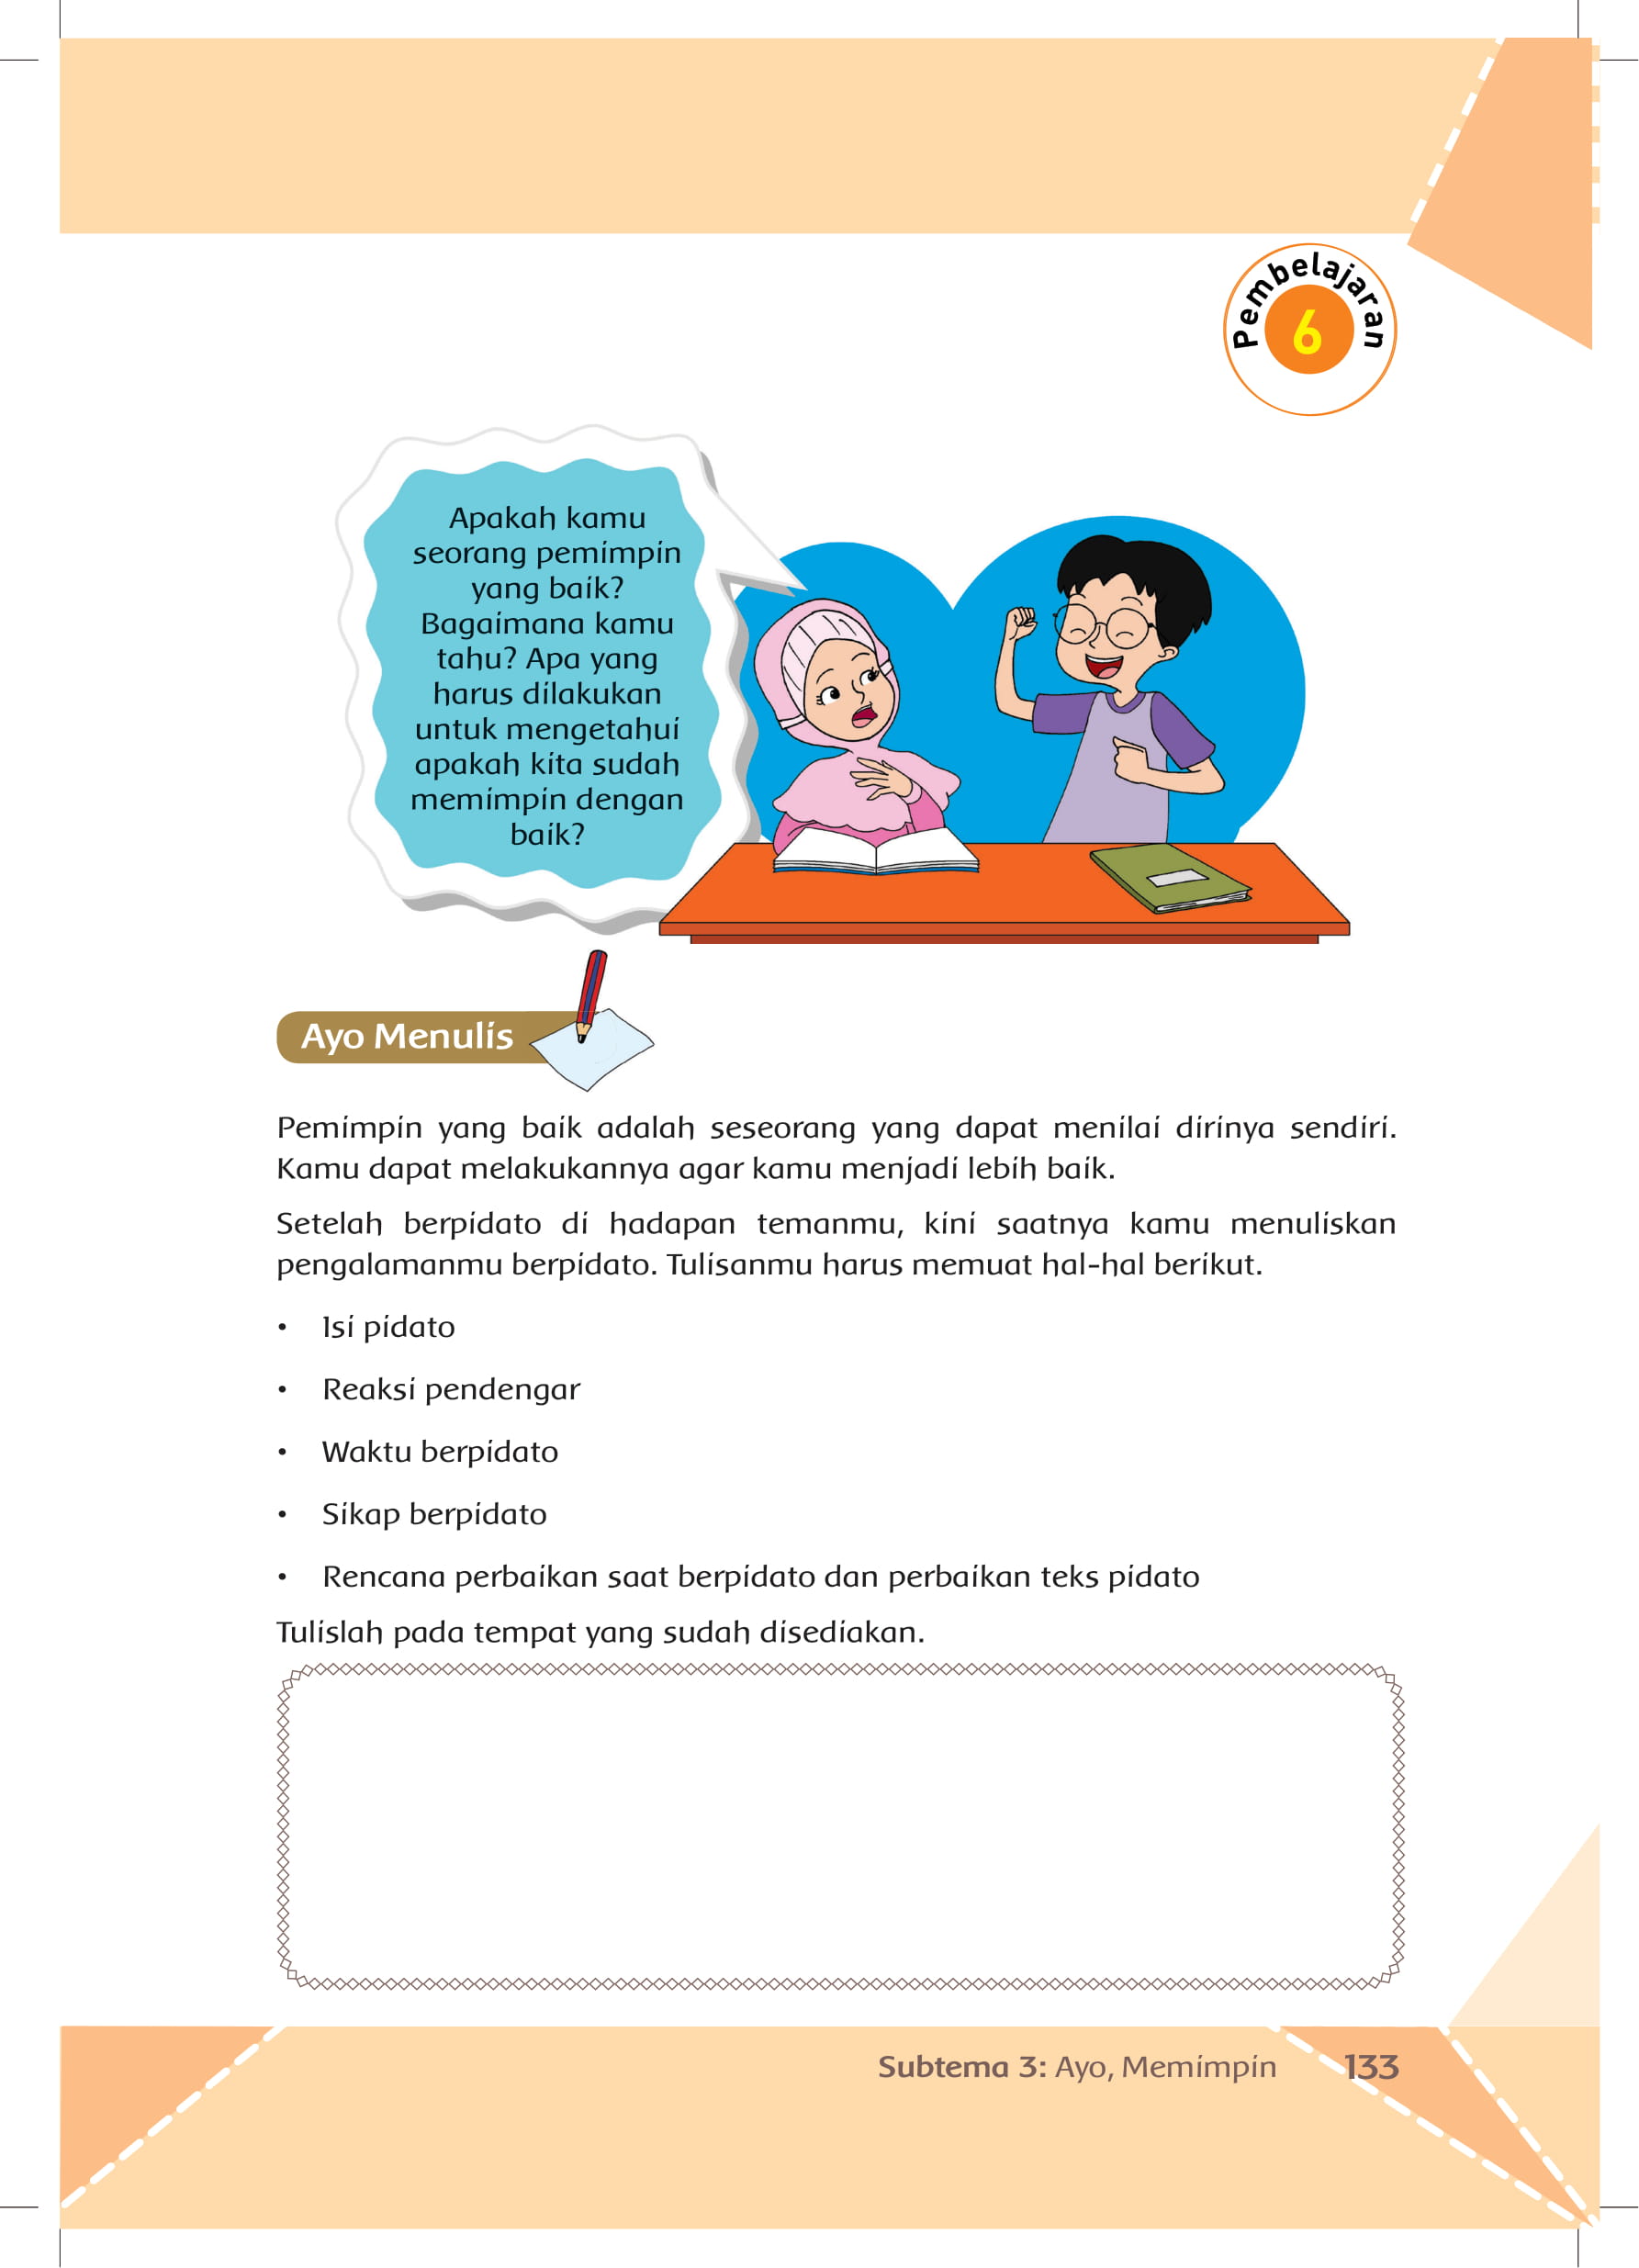 Pembelajaran
6
Apakah kamu
seorang pemimpin
yang baik?
Bagaimana kamu
tahu? Apa yang
harus dilakukan
untuk mengetahui
apakah kita sudah
memimpin dengan
baik?
Ayo Menulis
Pemimpin yang baik adalah seseorang yang dapat menilai dirinya sendiri.
Kamu dapat melakukannya agar kamu menjadi lebih baik.
Setelah berpidato di hadapan temanmu, kini saatnya kamu menuliskan
pengalamanmu berpidato. Tulisanmu harus memuat hal-hal berikut.
• Isi pidato
• Reaksi pendengar
• Waktu berpidato
• Sikap berpidato
• Rencana perbaikan saat berpidato dan perbaikan teks pidato
Tulislah pada tempat yang sudah disediakan.
Subtema 3: Ayo, Memimpin 133